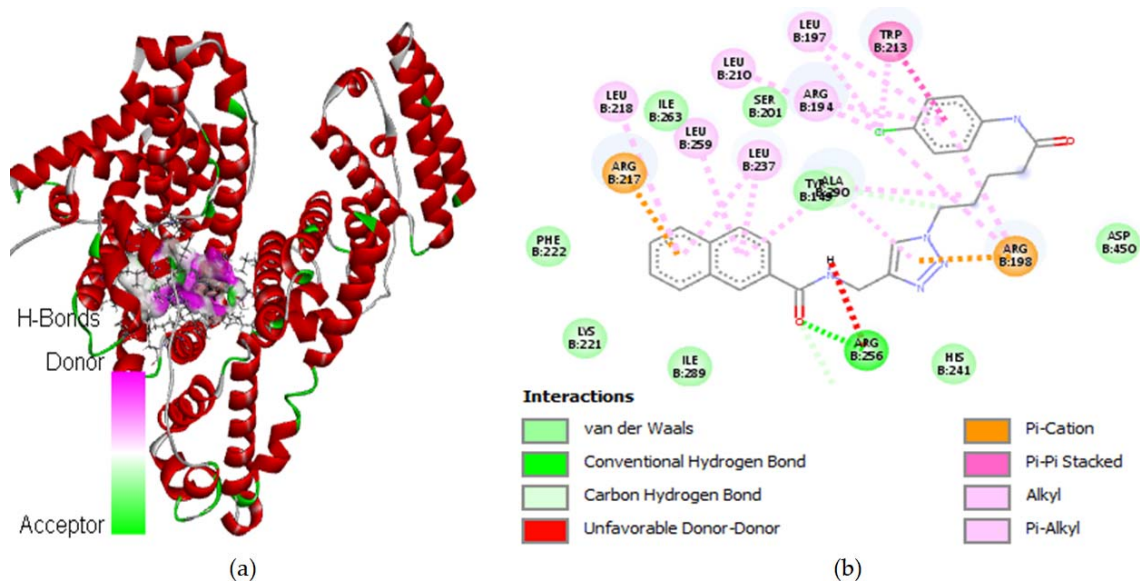 H-Bonds
Donor
Acceptor
(a)
LEU
B:197
TRP
B:213
LEU
B:210
SER
B:201
ARG
B:194
LEU
B:218
ILE
B:263
LEU
B:259
ARG
B:217
LEU
B:237
TYR
B:149
ALA
B:290
PHE
B:222
ARG
B:198
ASP
B:450
LYS
B:221
ILE
B:289
ARG
B:256
HIS
B:241
Cl
N
O
N
N
N
H
N
O
Interactions
van der Waals
Conventional Hydrogen Bond
Carbon Hydrogen Bond
Unfavorable Donor-Donor
Pi-Cation
Pi-Pi Stacked
Alkyl
Pi-Alkyl
(b)